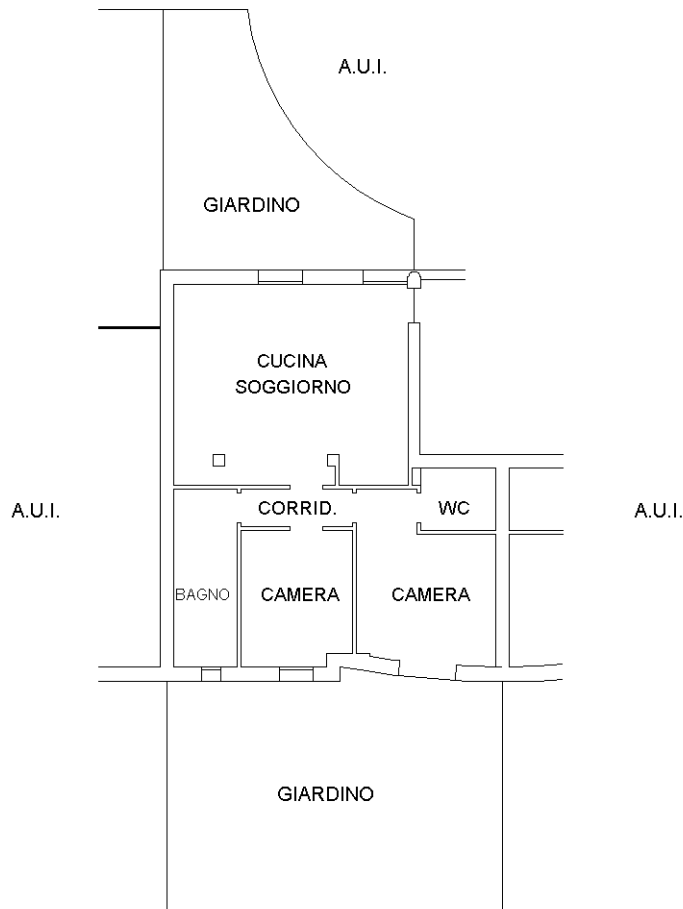 A.U.I.
GIARDINO
CUCINA
SOGGIORNO
A.U.I.
CORRID.
WC
A.U.I.
BAGNO
CAMERA
CAMERA
GIARDINO